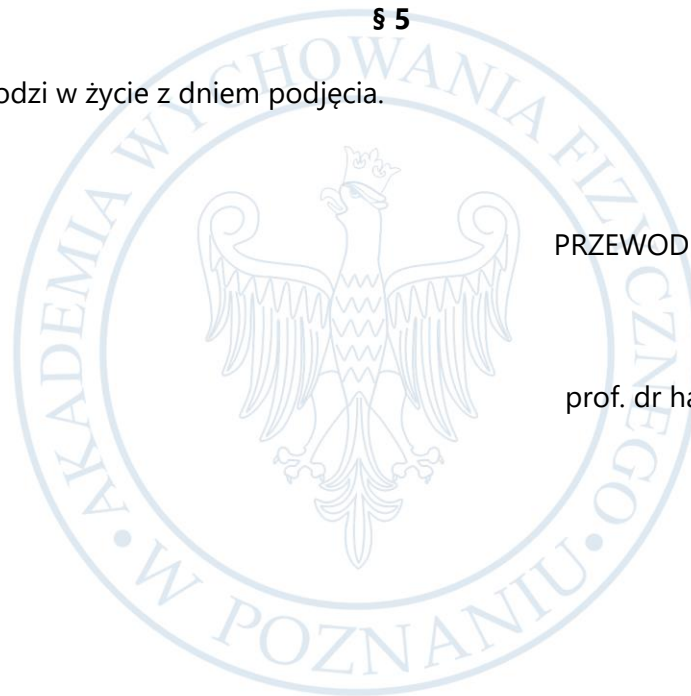 § 5
odzi w życie z dniem podjęcia.
PRZEWOD
prof. dr ha
AKADEMIA WYCHOWANIA FIZYCZNEGO
W POZNANIU